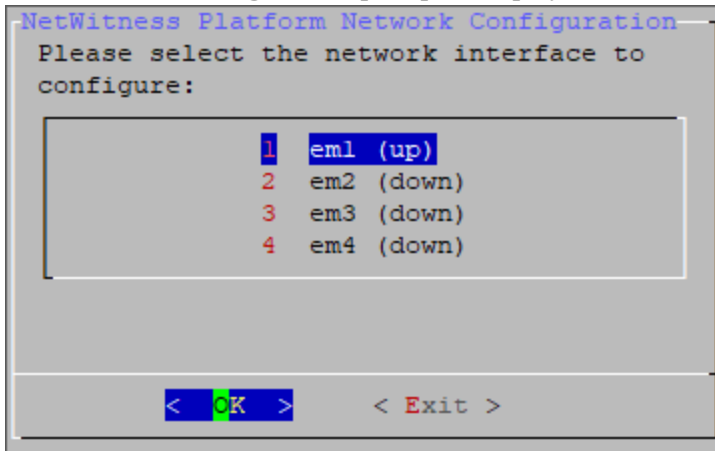 NetWitness Platform Network Configuration
Please select the network interface to
configure:
1 em1 (up)
2 em2 (down)
3 em3 (down)
4 em4 (down)
< OK > < Exit >